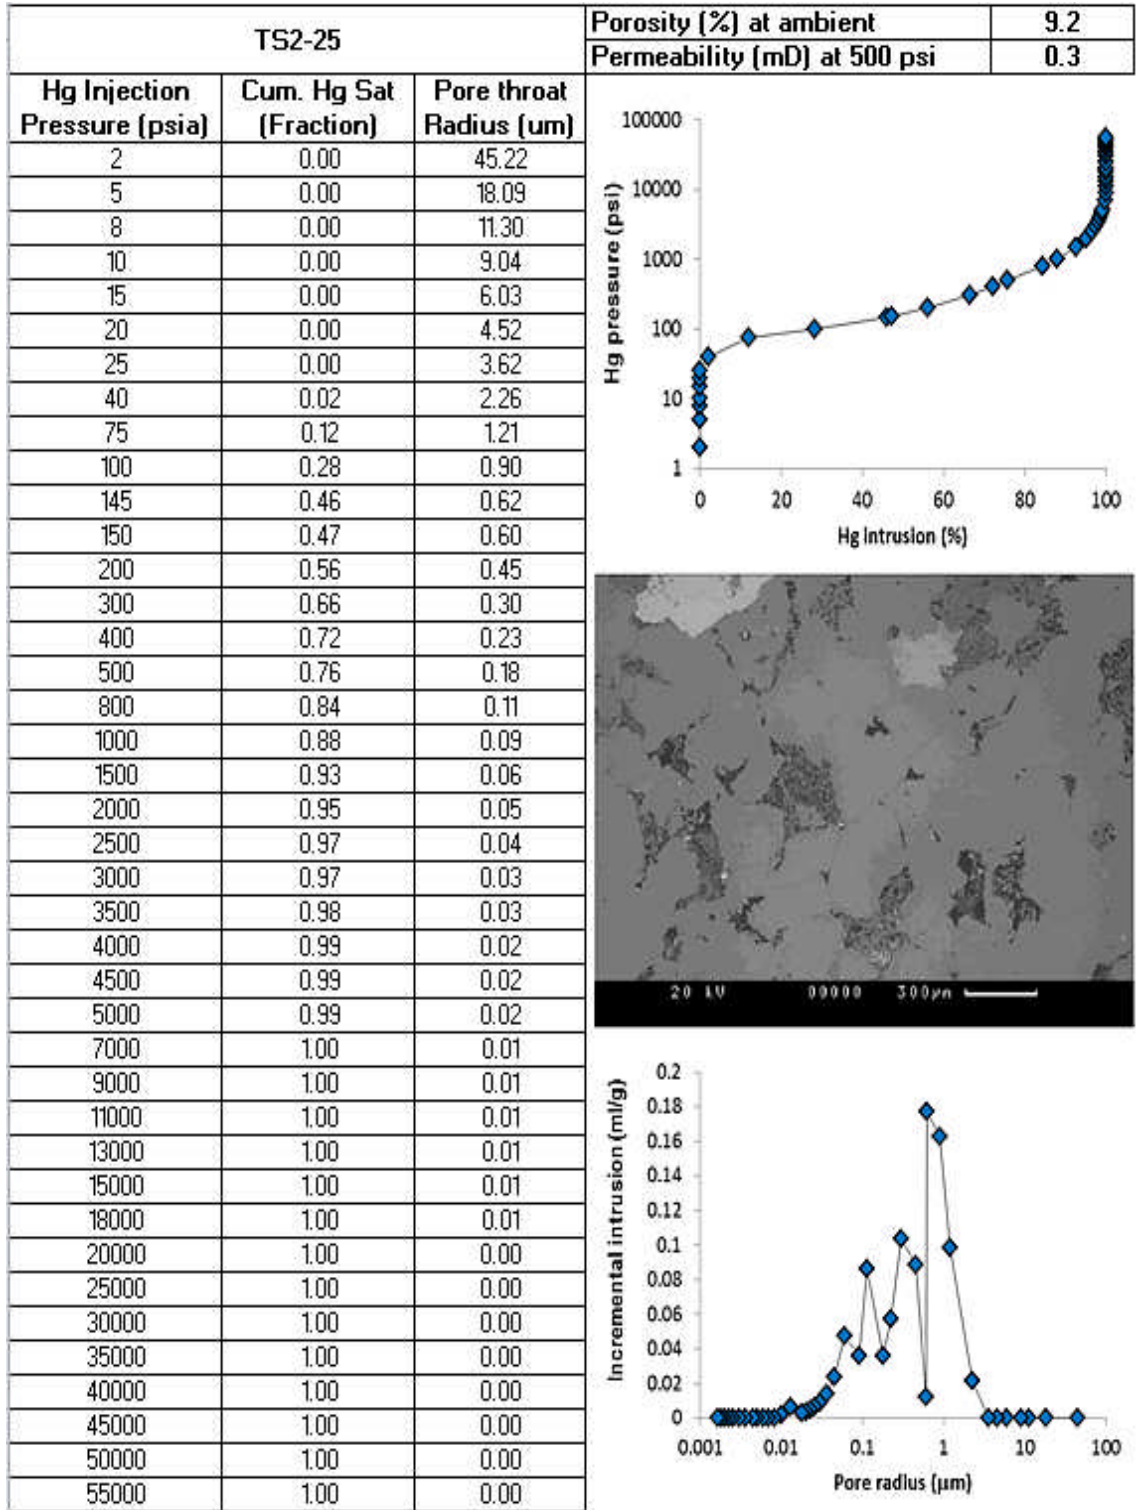 TS2-25
Porosity (%) at ambient 9.2
Permeability (mD) at 500 psi 0.3
Hg Injection Pressure (psia) Cum. Hg Sat (Fraction) Pore throat Radius (um)
2 0.00 45.22
5 0.00 18.09
8 0.00 11.30
10 0.00 9.04
15 0.00 6.03
20 0.00 4.52
25 0.00 3.62
40 0.02 2.26
75 0.12 1.21
100 0.28 0.90
145 0.46 0.62
150 0.47 0.60
200 0.56 0.45
300 0.66 0.30
400 0.72 0.23
500 0.76 0.18
800 0.84 0.11
1000 0.88 0.09
1500 0.93 0.06
2000 0.95 0.05
2500 0.97 0.04
3000 0.97 0.03
3500 0.98 0.03
4000 0.99 0.02
4500 0.99 0.02
5000 0.99 0.02
7000 1.00 0.01
9000 1.00 0.01
11000 1.00 0.01
13000 1.00 0.01
15000 1.00 0.01
18000 1.00 0.01
20000 1.00 0.00
25000 1.00 0.00
30000 1.00 0.00
35000 1.00 0.00
40000 1.00 0.00
45000 1.00 0.00
50000 1.00 0.00
55000 1.00 0.00
Hg pressure (psi)
100000
10000
1000
100
10
1
0 20 40 60 80 100
Hg intrusion (%)
20 kV 00000 300µm
Incremental intrusion (ml/g)
0.2
0.18
0.16
0.14
0.12
0.1
0.08
0.06
0.04
0.02
0
0.001 0.01 0.1 1 10 100
Pore radius (µm)